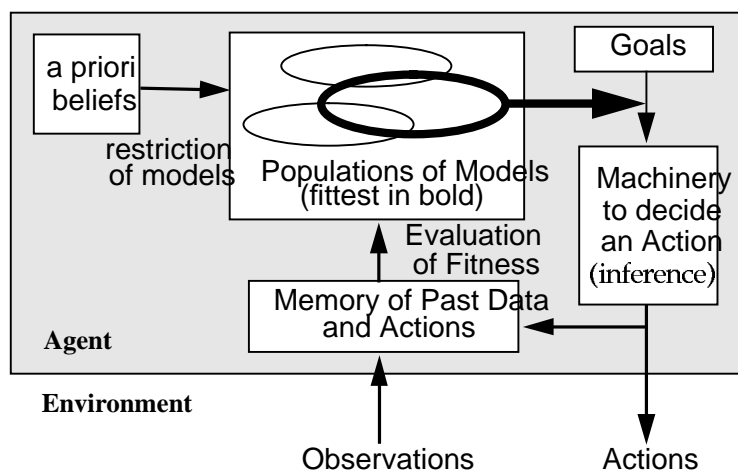 a priori
beliefs
restriction
of models
Populations of Models
(fittest in bold)
Goals
Machinery
to decide
an Action
(inference)
Evaluation
of Fitness
Memory of Past Data
and Actions
Agent
Environment
Observations
Actions